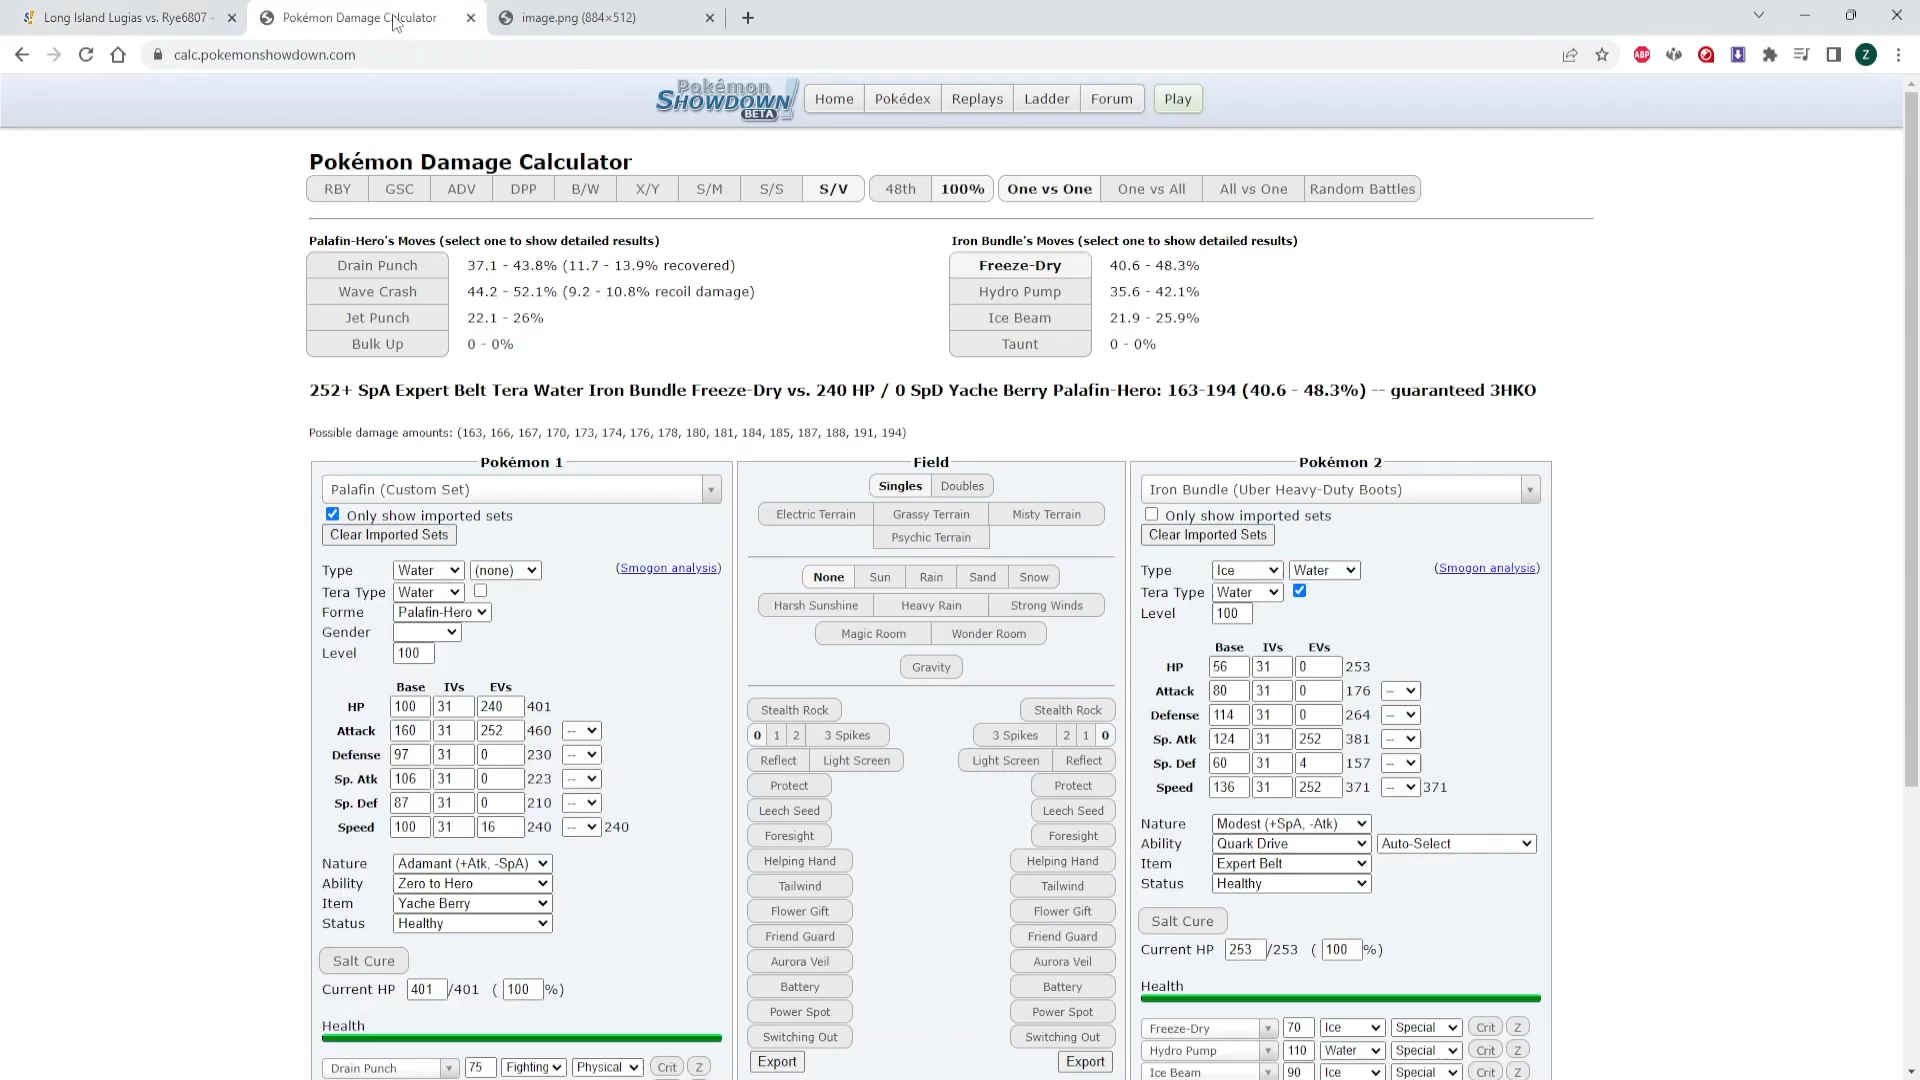 Long Island Lugias vs. Rye6807 -
Pokémon Damage Calculator
image.png (884×512)
calc.pokemonshowdown.com
ABP
Z
Pokémon
SHOWDOWN!
BETA
Home Pokédex Replays Ladder Forum Play
Pokémon Damage Calculator
RBY GSC ADV DPP B/W X/Y S/M S/S S/V 48th 100% One vs One One vs All All vs One Random Battles
Palafin-Hero's Moves (select one to show detailed results)
Drain Punch 37.1 - 43.8% (11.7 - 13.9% recovered)
Wave Crash 44.2 - 52.1% (9.2 - 10.8% recoil damage)
Jet Punch 22.1 - 26%
Bulk Up 0 - 0%
Iron Bundle's Moves (select one to show detailed results)
Freeze-Dry 40.6 - 48.3%
Hydro Pump 35.6 - 42.1%
Ice Beam 21.9 - 25.9%
Taunt 0 - 0%
252+ SpA Expert Belt Tera Water Iron Bundle Freeze-Dry vs. 240 HP / 0 SpD Yache Berry Palafin-Hero: 163-194 (40.6 - 48.3%) -- guaranteed 3HKO
Possible damage amounts: (163, 166, 167, 170, 173, 174, 176, 178, 180, 181, 184, 185, 187, 188, 191, 194)
Pokémon 1
Palafin (Custom Set)
Only show imported sets
Clear Imported Sets
Type Water (none) (Smogon analysis)
Tera Type Water
Forme Palafin-Hero
Gender
Level 100
Base IVs EVs
HP 100 31 240 401
Attack 160 31 252 460 --
Defense 97 31 0 230 --
Sp. Atk 106 31 0 223 --
Sp. Def 87 31 0 210 --
Speed 100 31 16 240 -- 240
Nature Adamant (+Atk, -SpA)
Ability Zero to Hero
Item Yache Berry
Status Healthy
Salt Cure
Current HP 401 /401 ( 100 %)
Health
Drain Punch 75 Fighting Physical Crit Z
Field
Singles Doubles
Electric Terrain Grassy Terrain Misty Terrain
Psychic Terrain
None Sun Rain Sand Snow
Harsh Sunshine Heavy Rain Strong Winds
Magic Room Wonder Room
Gravity
Stealth Rock Stealth Rock
0 1 2 3 Spikes 3 Spikes 2 1 0
Reflect Light Screen Light Screen Reflect
Protect Protect
Leech Seed Leech Seed
Foresight Foresight
Helping Hand Helping Hand
Tailwind Tailwind
Flower Gift Flower Gift
Friend Guard Friend Guard
Aurora Veil Aurora Veil
Battery Battery
Power Spot Power Spot
Switching Out Switching Out
Export Export
Pokémon 2
Iron Bundle (Uber Heavy-Duty Boots)
Only show imported sets
Clear Imported Sets
Type Ice Water (Smogon analysis)
Tera Type Water
Level 100
Base IVs EVs
HP 56 31 0 253
Attack 80 31 0 176 --
Defense 114 31 0 264 --
Sp. Atk 124 31 252 381 --
Sp. Def 60 31 4 157 --
Speed 136 31 252 371 -- 371
Nature Modest (+SpA, -Atk)
Ability Quark Drive Auto-Select
Item Expert Belt
Status Healthy
Salt Cure
Current HP 253 /253 ( 100 %)
Health
Freeze-Dry 70 Ice Special Crit Z
Hydro Pump 110 Water Special Crit Z
Ice Beam 90 Ice Special Crit Z